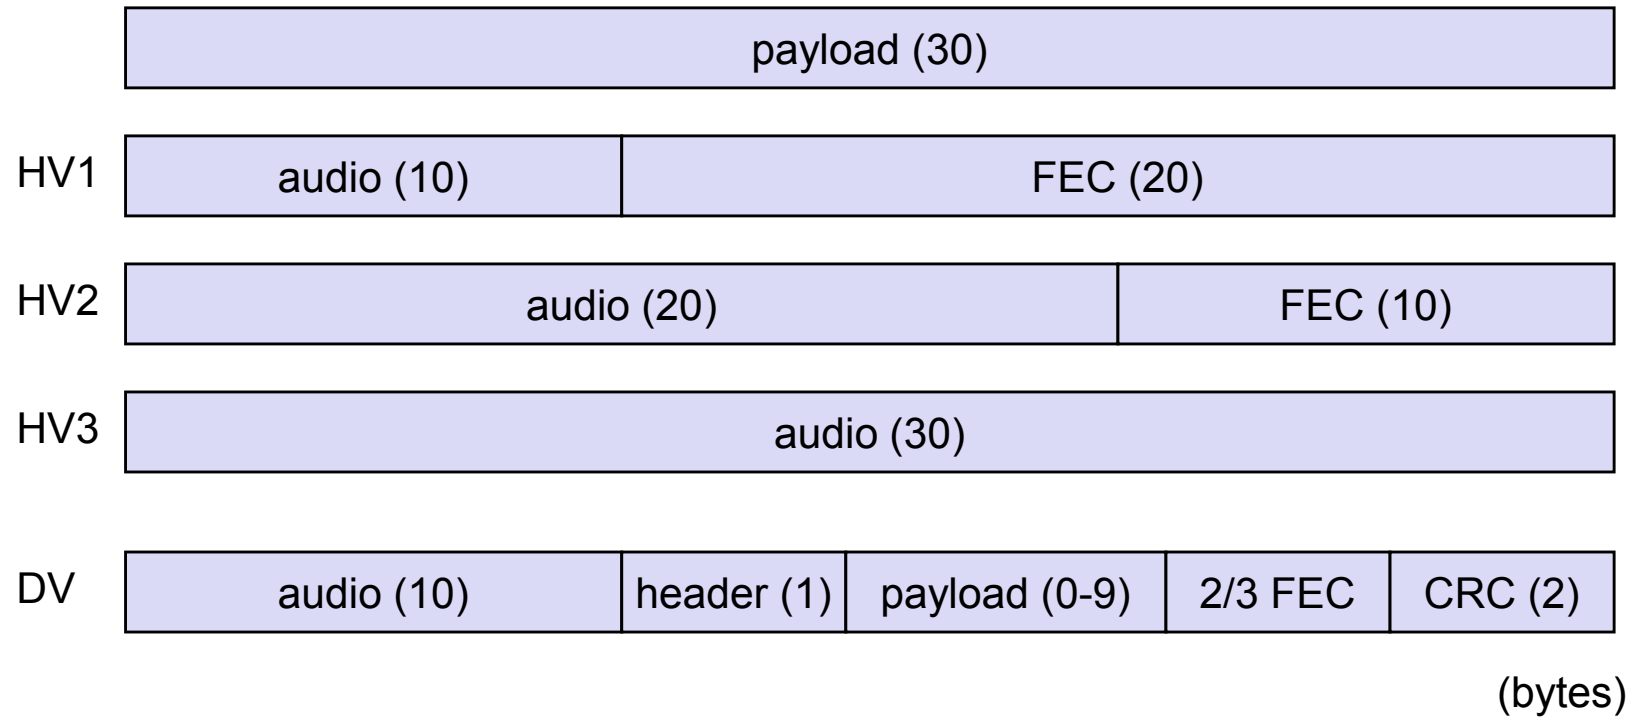 payload (30)
HV1 audio (10) FEC (20)
HV2 audio (20) FEC (10)
HV3 audio (30)
DV audio (10) header (1) payload (0-9) 2/3 FEC CRC (2)
(bytes)